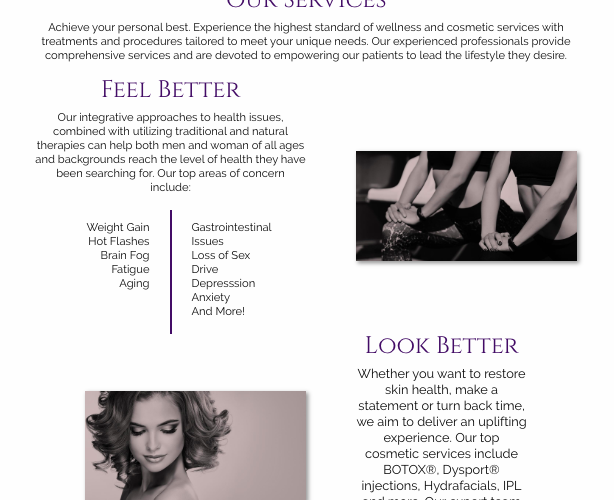 Our Services
Achieve your personal best. Experience the highest standard of wellness and cosmetic services with
treatments and procedures tailored to meet your unique needs. Our experienced professionals provide
comprehensive services and are devoted to empowering our patients to lead the lifestyle they desire.
Feel Better
Our integrative approaches to health issues,
combined with utilizing traditional and natural
therapies can help both men and woman of all ages
and backgrounds reach the level of health they have
been searching for. Our top areas of concern
include:
Weight Gain
Hot Flashes
Brain Fog
Fatigue
Aging
Gastrointestinal
Issues
Loss of Sex
Drive
Depresssion
Anxiety
And More!
Look Better
Whether you want to restore
skin health, make a
statement or turn back time,
we aim to deliver an uplifting
experience. Our top
cosmetic services include
BOTOX®, Dysport®
injections, Hydrafacials, IPL
and more. Our expert team